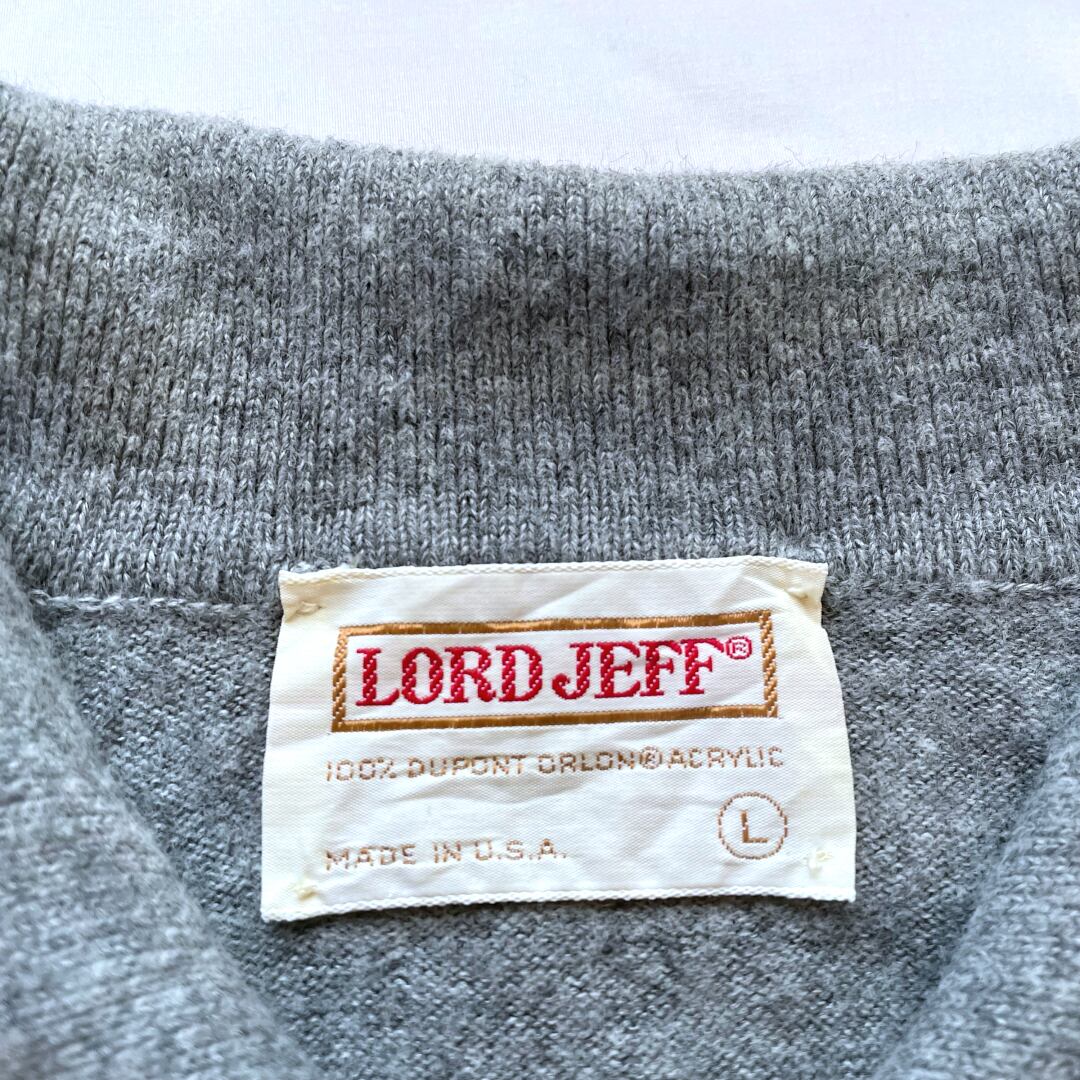 LORD JEFF®
100% DUPONT ORLON® ACRYLIC
L
MADE IN U.S.A.